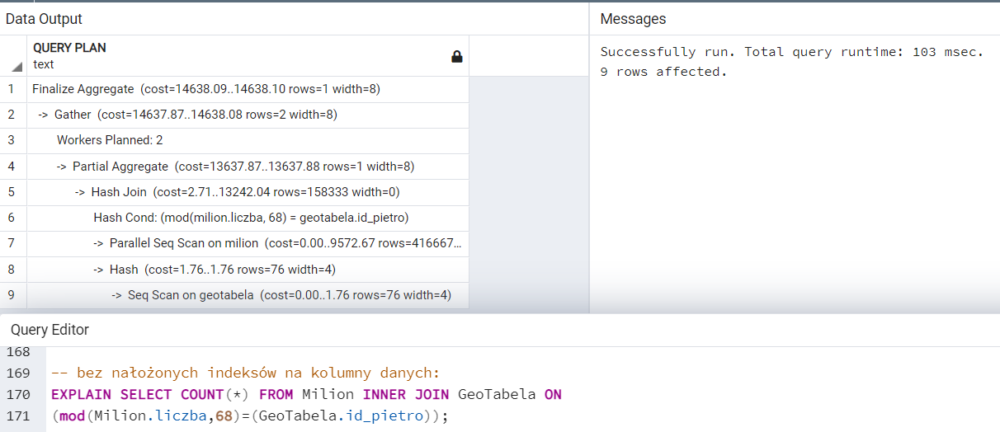 Data Output
QUERY PLAN
text
1 Finalize Aggregate (cost=14638.09..14638.10 rows=1 width=8)
2 -> Gather (cost=14637.87..14638.08 rows=2 width=8)
3 Workers Planned: 2
4 -> Partial Aggregate (cost=13637.87..13637.88 rows=1 width=8)
5 -> Hash Join (cost=2.71..13242.04 rows=158333 width=0)
6 Hash Cond: (mod(milion.liczba, 68) = geotabela.id_pietro)
7 -> Parallel Seq Scan on milion (cost=0.00..9572.67 rows=416667...
8 -> Hash (cost=1.76..1.76 rows=76 width=4)
9 -> Seq Scan on geotabela (cost=0.00..1.76 rows=76 width=4)
Messages
Successfully run. Total query runtime: 103 msec.
9 rows affected.
Query Editor
168
169 -- bez nałożonych indeksów na kolumny danych:
170 EXPLAIN SELECT COUNT(*) FROM Milion INNER JOIN GeoTabela ON
171 (mod(Milion.liczba,68)=(GeoTabela.id_pietro));